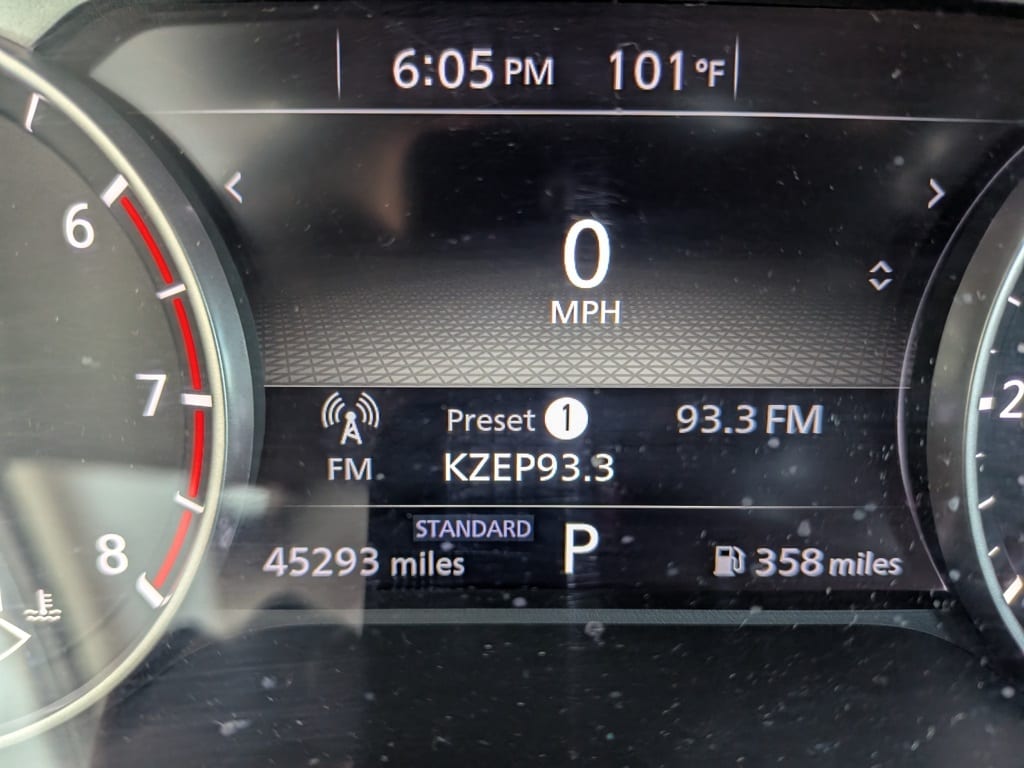 6:05 PM 101°F
6
0
MPH
7
2
Preset 1 93.3 FM
FM
KZEP93.3
STANDARD
P
8
45293 miles 358 miles